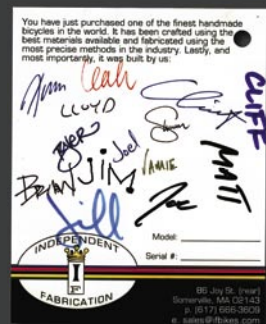 You have just purchased one of the finest handmade
bicycles in the world. It has been crafted using the
best materials available and fabricated using the
most precise methods in the industry. Lastly, and
most importantly, it was built by us:
Leah
LLOYD
CLIFF
Joel
MATT
BRIAN
JIM
Jill
Joe
INDEPENDENT
IF
FABRICATION
Model:
Serial #:
86 Joy St. (rear)
Somerville, MA 02143
p. (617) 666-3609
e. sales@ifbikes.com